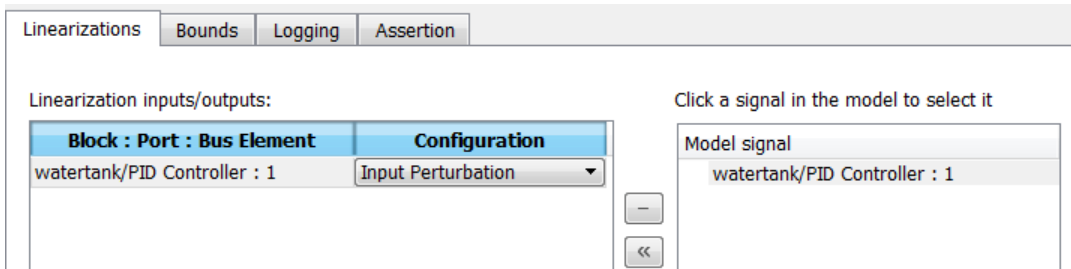 Linearizations Bounds Logging Assertion
Linearization inputs/outputs: Click a signal in the model to select it
Block : Port : Bus Element Configuration Model signal
watertank/PID Controller : 1 Input Perturbation watertank/PID Controller : 1
−
«